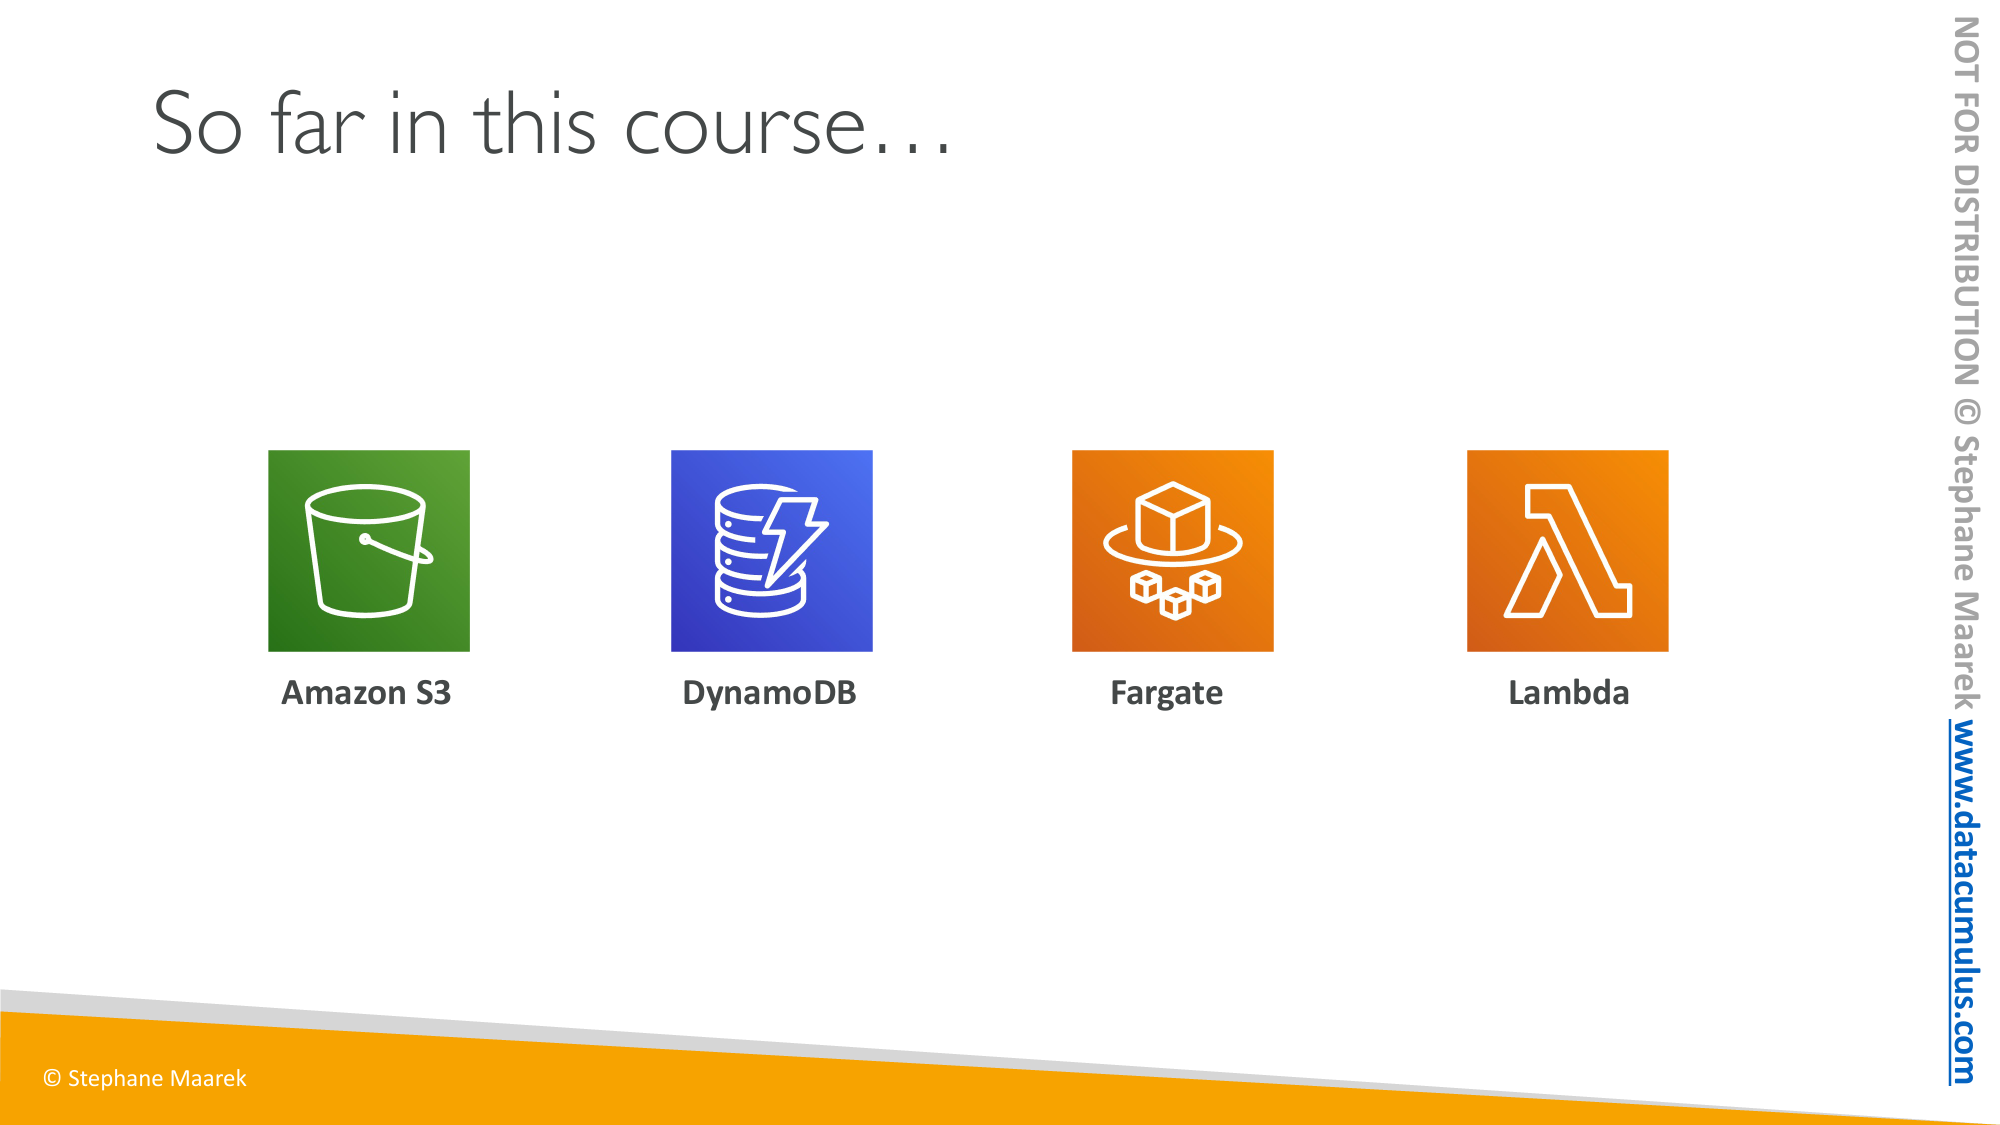 So far in this course…
Amazon S3
DynamoDB
Fargate
Lambda
© Stephane Maarek
NOT FOR DISTRIBUTION © Stephane Maarek www.datacumulus.com